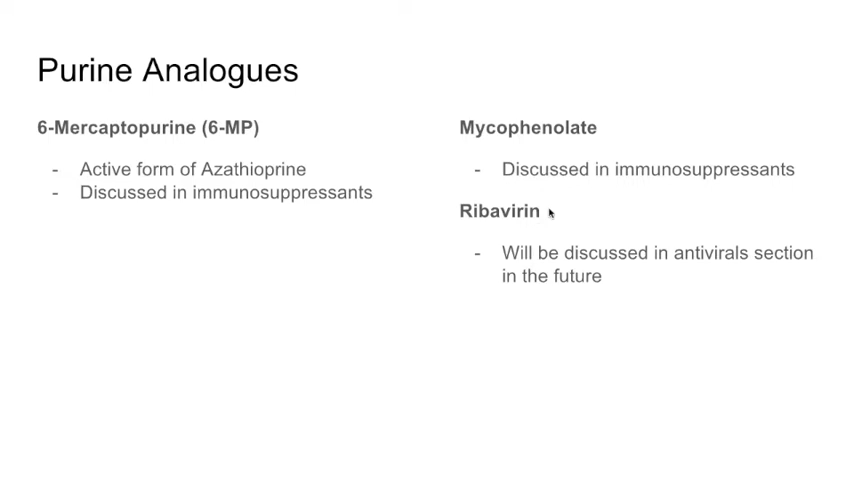 Purine Analogues
6-Mercaptopurine (6-MP)
- Active form of Azathioprine
- Discussed in immunosuppressants
Mycophenolate
- Discussed in immunosuppressants
Ribavirin
- Will be discussed in antivirals section
in the future